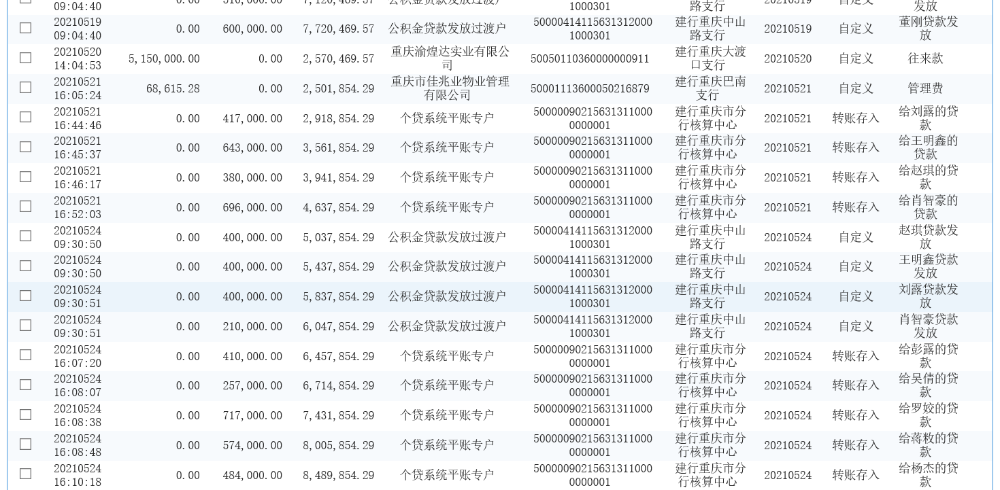 09:04:40 0.00 510,000.00 7,120,469.57 公积金贷款发放过渡户 1000301 路支行 20210519 自定义 发放
20210519 50000414115631312000 建行重庆中山 董刚贷款发
09:04:40 0.00 600,000.00 7,720,469.57 公积金贷款发放过渡户 1000301 路支行 20210519 自定义 放
20210520 重庆渝煌达实业有限公 建行重庆大渡
14:04:53 5,150,000.00 0.00 2,570,469.57 司 50050110360000000911 口支行 20210520 自定义 往来款
20210521 重庆市佳兆业物业管理 建行重庆巴南
16:05:24 68,615.28 0.00 2,501,854.29 有限公司 50001113600050216879 支行 20210521 自定义 管理费
20210521 50000090215631311000 建行重庆市分 给刘露的贷
16:44:46 0.00 417,000.00 2,918,854.29 个贷系统平账专户 0000001 行核算中心 20210521 转账存入 款
20210521 50000090215631311000 建行重庆市分 给王明鑫的
16:45:37 0.00 643,000.00 3,561,854.29 个贷系统平账专户 0000001 行核算中心 20210521 转账存入 贷款
20210521 50000090215631311000 建行重庆市分 给赵琪的贷
16:46:17 0.00 380,000.00 3,941,854.29 个贷系统平账专户 0000001 行核算中心 20210521 转账存入 款
20210521 50000090215631311000 建行重庆市分 给肖智豪的
16:52:03 0.00 696,000.00 4,637,854.29 个贷系统平账专户 0000001 行核算中心 20210521 转账存入 贷款
20210524 50000414115631312000 建行重庆中山 赵琪贷款发
09:30:50 0.00 400,000.00 5,037,854.29 公积金贷款发放过渡户 1000301 路支行 20210524 自定义 放
20210524 50000414115631312000 建行重庆中山 王明鑫贷款
09:30:50 0.00 400,000.00 5,437,854.29 公积金贷款发放过渡户 1000301 路支行 20210524 自定义 发放
20210524 50000414115631312000 建行重庆中山 刘露贷款发
09:30:51 0.00 400,000.00 5,837,854.29 公积金贷款发放过渡户 1000301 路支行 20210524 自定义 放
20210524 50000414115631312000 建行重庆中山 肖智豪贷款
09:30:51 0.00 210,000.00 6,047,854.29 公积金贷款发放过渡户 1000301 路支行 20210524 自定义 发放
20210524 50000090215631311000 建行重庆市分 给彭露的贷
16:07:20 0.00 410,000.00 6,457,854.29 个贷系统平账专户 0000001 行核算中心 20210524 转账存入 款
20210524 50000090215631311000 建行重庆市分 给吴倩的贷
16:08:07 0.00 257,000.00 6,714,854.29 个贷系统平账专户 0000001 行核算中心 20210524 转账存入 款
20210524 50000090215631311000 建行重庆市分 给罗姣的贷
16:08:38 0.00 717,000.00 7,431,854.29 个贷系统平账专户 0000001 行核算中心 20210524 转账存入 款
20210524 50000090215631311000 建行重庆市分 给蒋敉的贷
16:08:48 0.00 574,000.00 8,005,854.29 个贷系统平账专户 0000001 行核算中心 20210524 转账存入 款
20210524 50000090215631311000 建行重庆市分 给杨杰的贷
16:10:18 0.00 484,000.00 8,489,854.29 个贷系统平账专户 0000001 行核算中心 20210524 转账存入 款